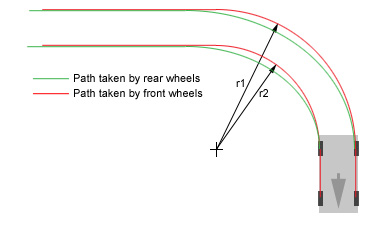 Path taken by rear wheels
Path taken by front wheels
r1
r2